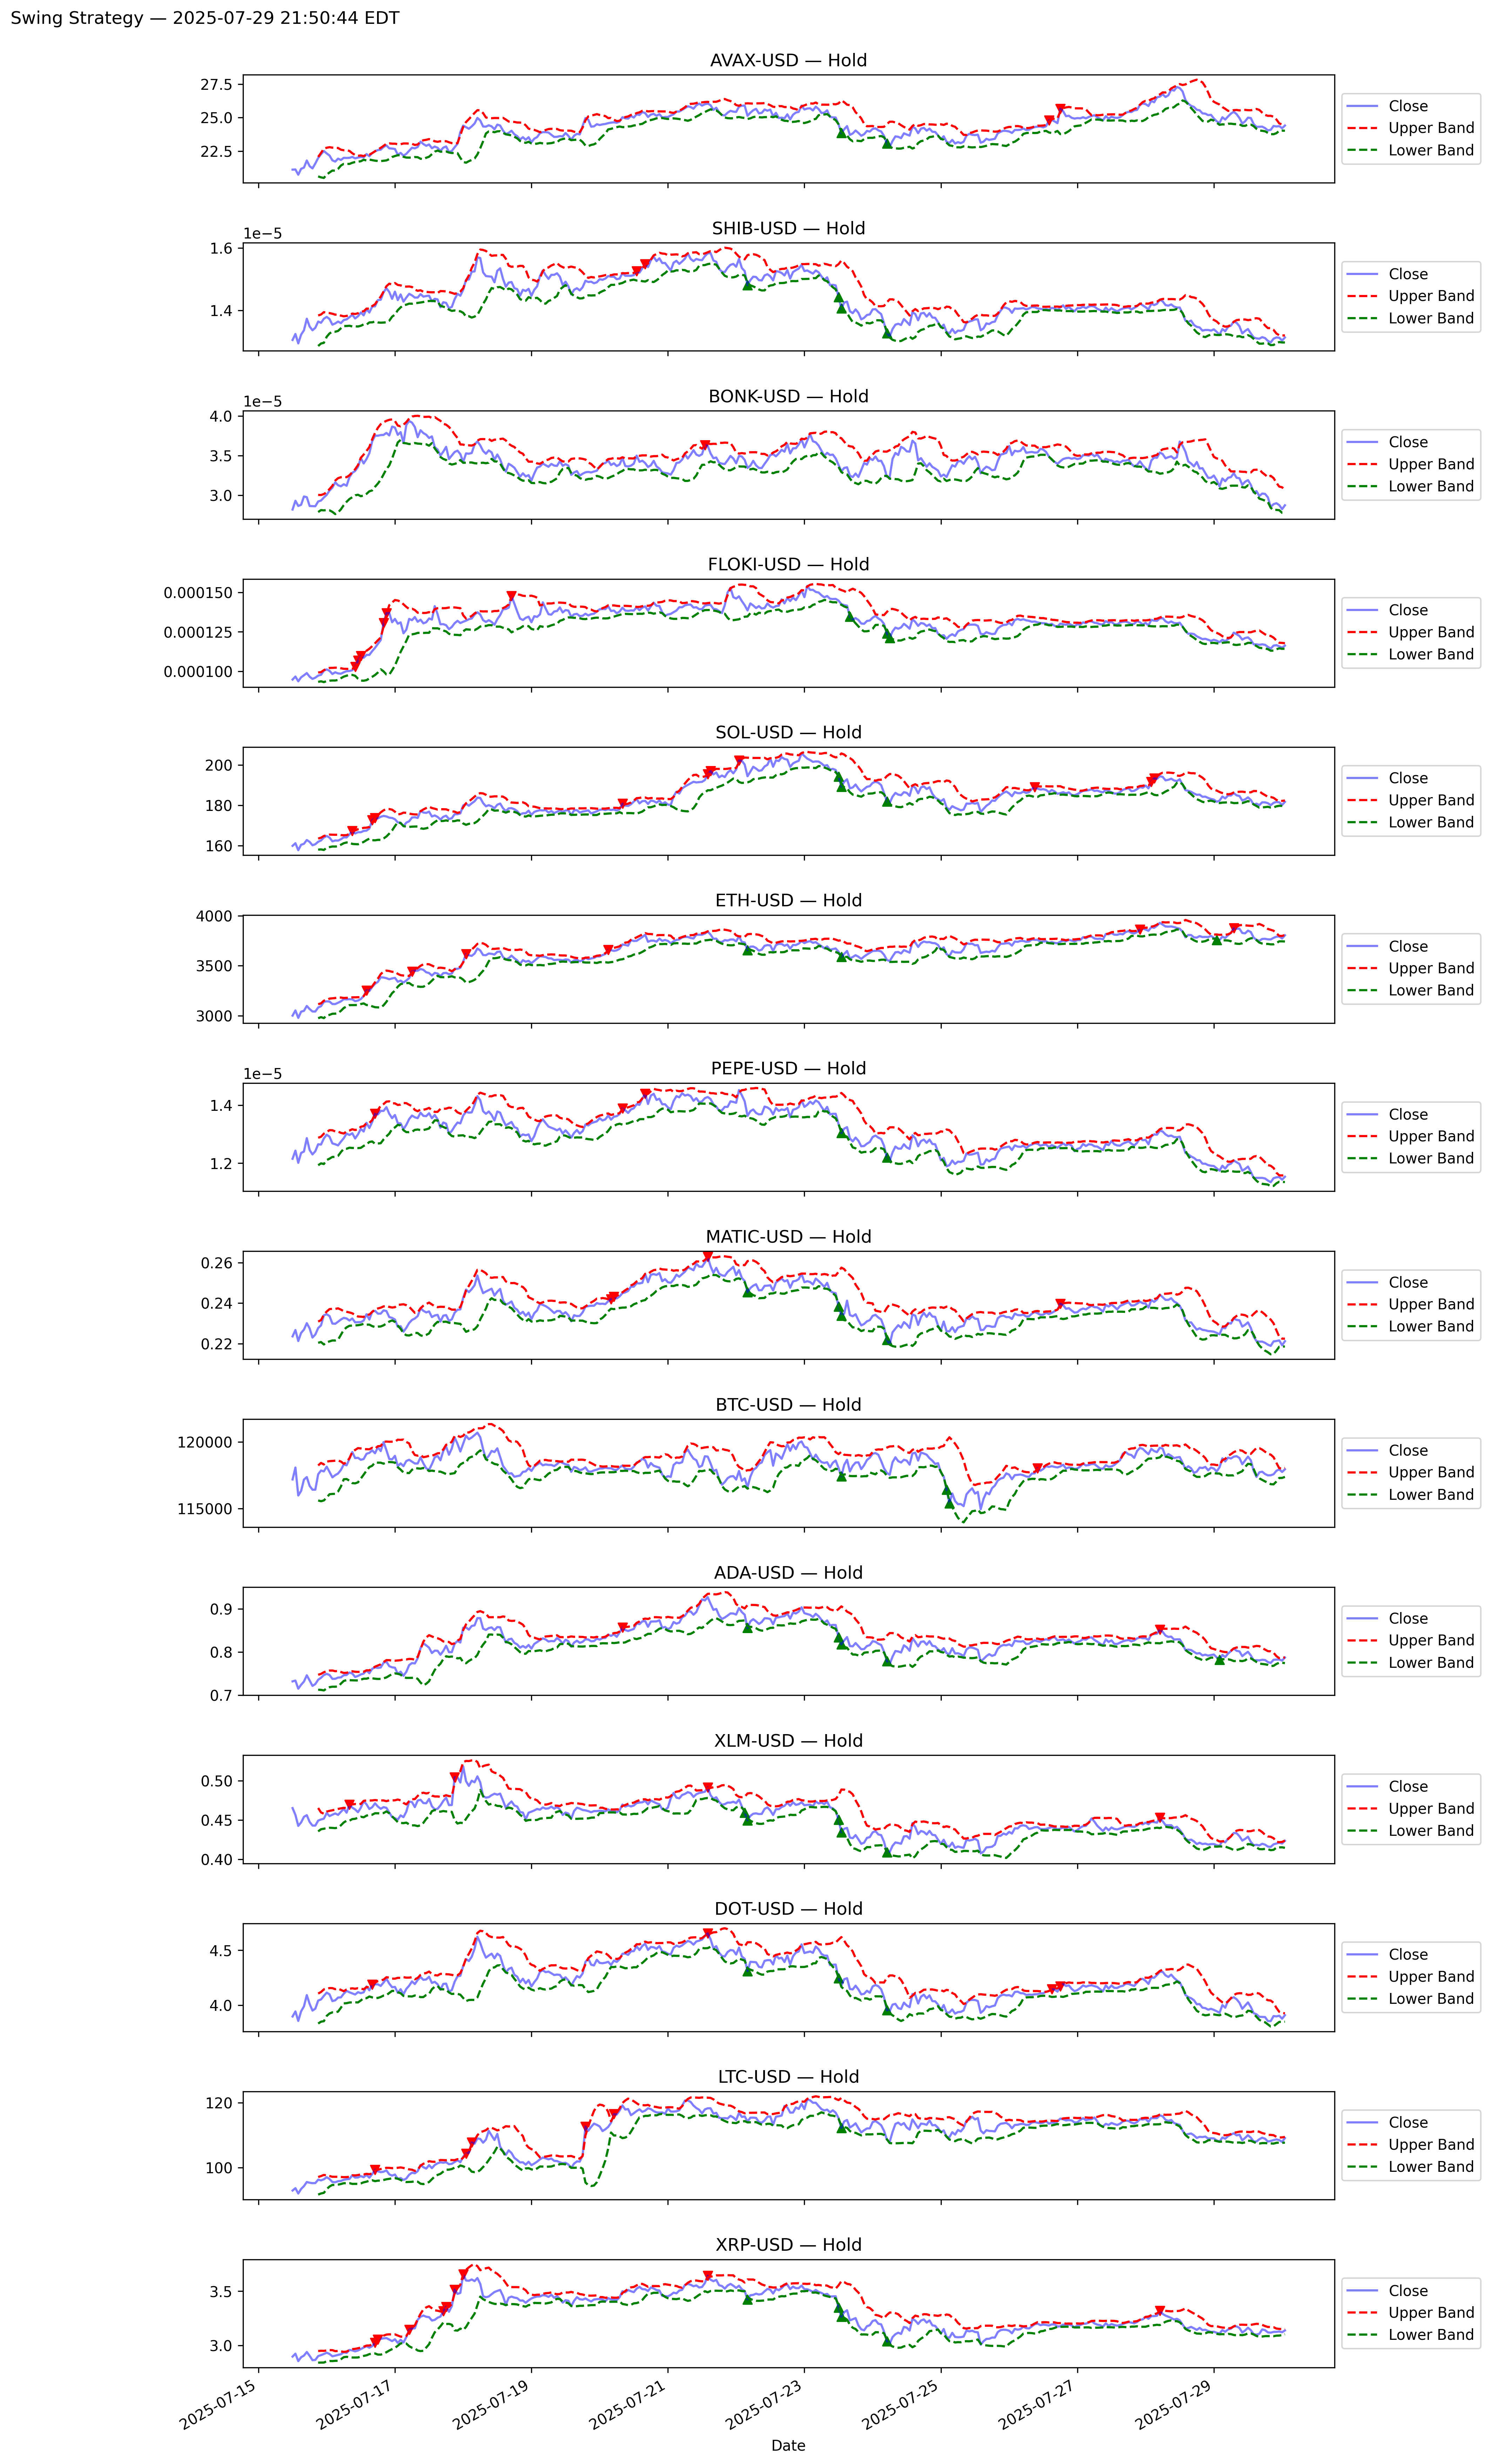 Swing Strategy — 2025-07-29 21:50:44 EDT
AVAX-USD — Hold
27.5
25.0
22.5
Close
Upper Band
Lower Band
SHIB-USD — Hold
1e−5
1.6
1.4
Close
Upper Band
Lower Band
BONK-USD — Hold
1e−5
4.0
3.5
3.0
Close
Upper Band
Lower Band
FLOKI-USD — Hold
0.000150
0.000125
0.000100
Close
Upper Band
Lower Band
SOL-USD — Hold
200
180
160
Close
Upper Band
Lower Band
ETH-USD — Hold
4000
3500
3000
Close
Upper Band
Lower Band
PEPE-USD — Hold
1e−5
1.4
1.2
Close
Upper Band
Lower Band
MATIC-USD — Hold
0.26
0.24
0.22
Close
Upper Band
Lower Band
BTC-USD — Hold
120000
115000
Close
Upper Band
Lower Band
ADA-USD — Hold
0.9
0.8
0.7
Close
Upper Band
Lower Band
XLM-USD — Hold
0.50
0.45
0.40
Close
Upper Band
Lower Band
DOT-USD — Hold
4.5
4.0
Close
Upper Band
Lower Band
LTC-USD — Hold
120
100
Close
Upper Band
Lower Band
XRP-USD — Hold
3.5
3.0
Close
Upper Band
Lower Band
2025-07-15
2025-07-17
2025-07-19
2025-07-21
2025-07-23
2025-07-25
2025-07-27
2025-07-29
Date